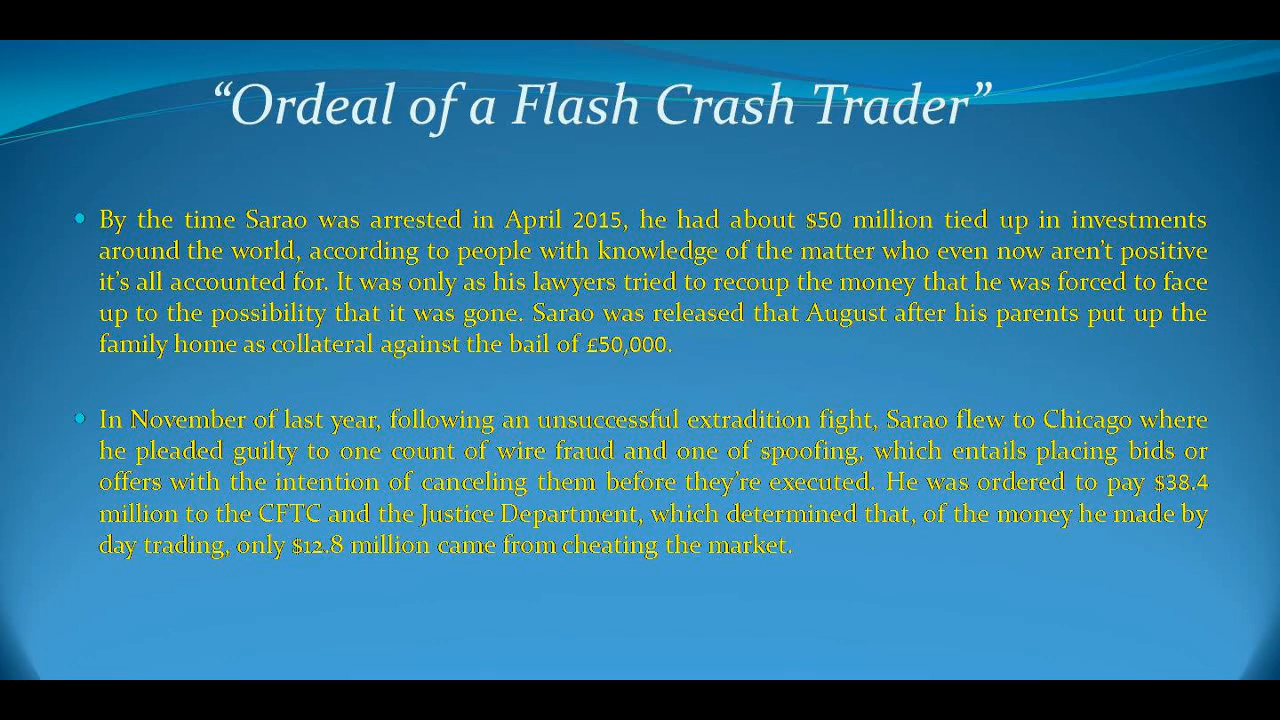 “Ordeal of a Flash Crash Trader”
By the time Sarao was arrested in April 2015, he had about $50 million tied up in investments
around the world, according to people with knowledge of the matter who even now aren’t positive
it’s all accounted for. It was only as his lawyers tried to recoup the money that he was forced to face
up to the possibility that it was gone. Sarao was released that August after his parents put up the
family home as collateral against the bail of £50,000.
In November of last year, following an unsuccessful extradition fight, Sarao flew to Chicago where
he pleaded guilty to one count of wire fraud and one of spoofing, which entails placing bids or
offers with the intention of canceling them before they’re executed. He was ordered to pay $38.4
million to the CFTC and the Justice Department, which determined that, of the money he made by
day trading, only $12.8 million came from cheating the market.